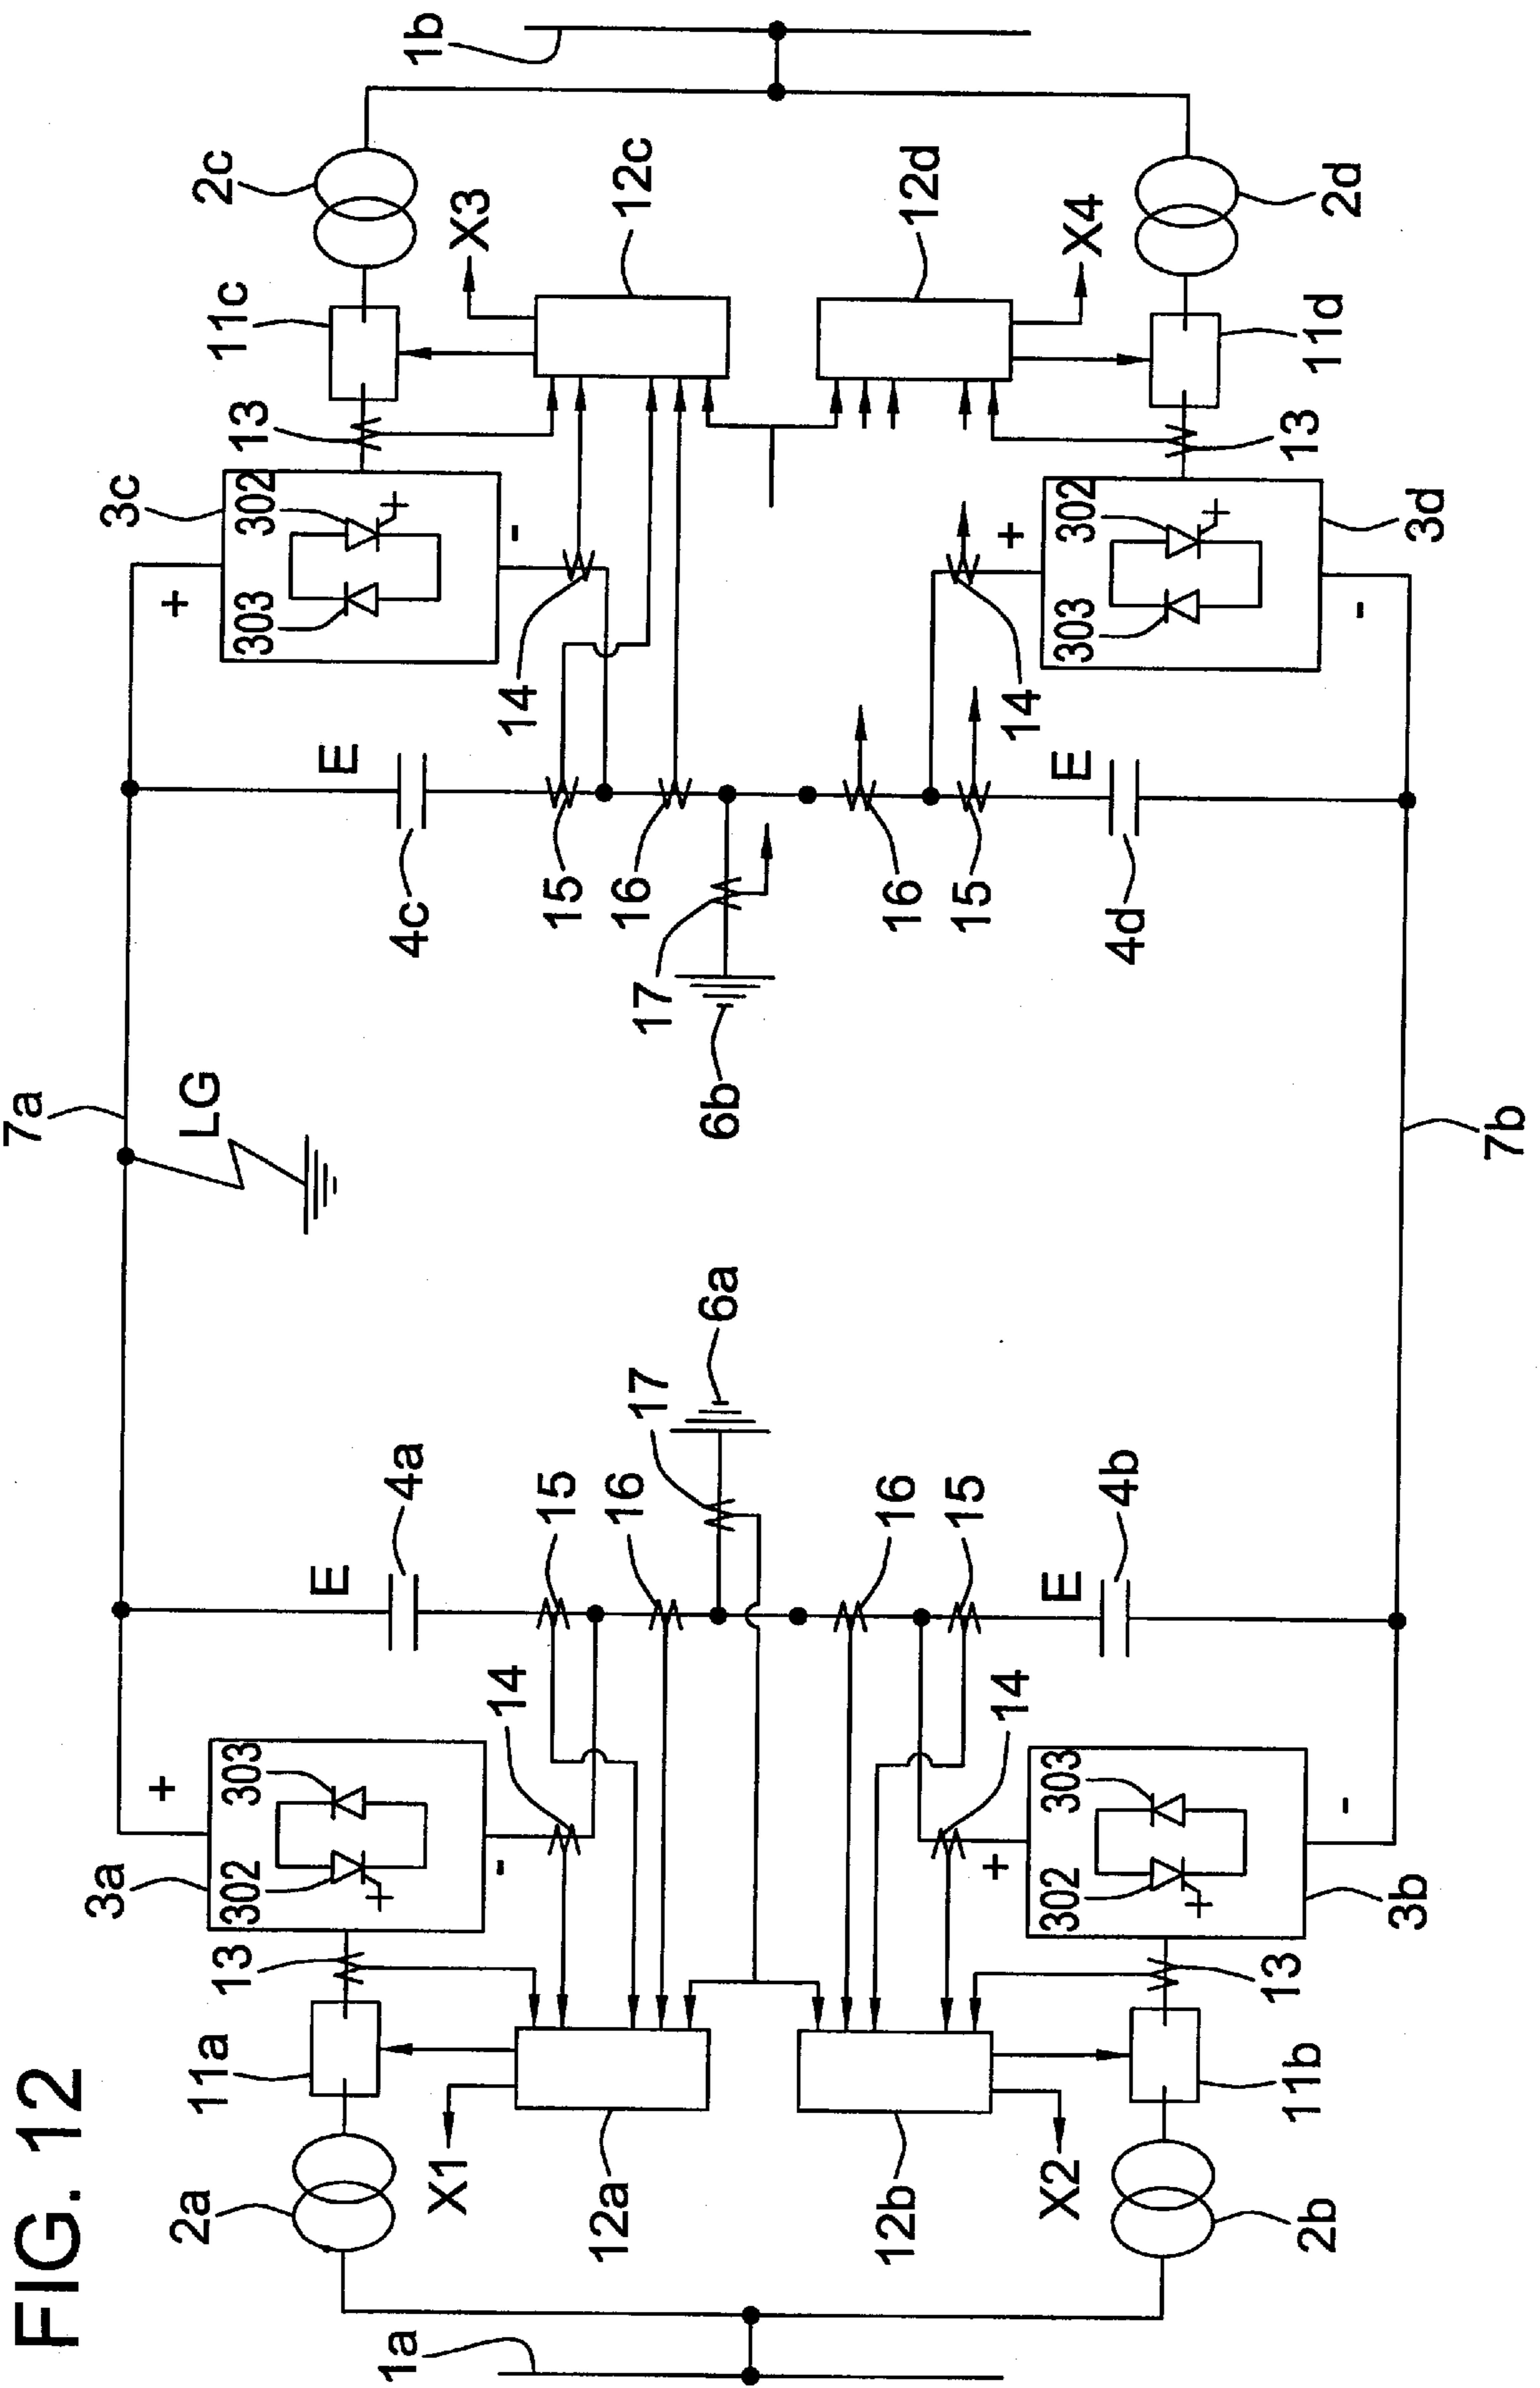 FIG. 12
7a
3a
3c
+
+
2a
11a
13
302
303
LG
303
302
13
11c
2c
E
E
1a
4a
4c
1b
X1
X3
-
-
14
14
15
15
12a
16
16
12c
17
17
6a
6b
12b
16
16
12d
15
15
+
+
14
14
X2
302
303
E
E
303
302
X4
4b
4d
2b
11b
13
13
11d
2d
-
-
3b
3d
7b